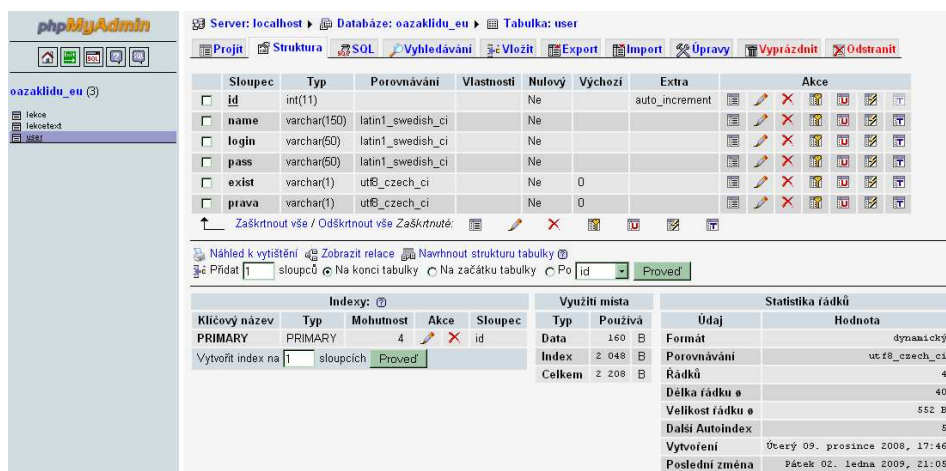 phpMyAdmin
SQL
oazaklidu_eu (3)
lekce
lekcetext
user
Server: localhost Databáze: oazaklidu_eu Tabulka: user
Projít Struktura SQL Vyhledávání Vložit Export Import Úpravy Vyprázdnit Odstranit
Sloupec Typ Porovnávání Vlastnosti Nulový Výchozí Extra Akce
id int(11) Ne auto_increment
name varchar(150) latin1_swedish_ci Ne
login varchar(50) latin1_swedish_ci Ne
pass varchar(50) latin1_swedish_ci Ne
exist varchar(1) utf8_czech_ci Ne 0
prava varchar(1) utf8_czech_ci Ne 0
Zaškrtnout vše / Odškrtnout vše Zaškrtnuté:
Náhled k vytištění Zobrazit relace Navrhnout strukturu tabulky
Přidat 1 sloupců Na konci tabulky Na začátku tabulky Po id Proveď
Indexy:
Klíčový název Typ Mohutnost Akce Sloupec
PRIMARY PRIMARY 4 id
Vytvořit index na 1 sloupcích Proveď
Využití místa
Typ Používá
Data 160 B
Index 2 048 B
Celkem 2 208 B
Statistika řádků
Údaj Hodnota
Formát dynamický
Porovnávání utf8_czech_ci
Řádků 4
Délka řádku ø 40
Velikost řádku ø 552 B
Další Autoindex 5
Vytvoření Úterý 09. prosince 2008, 17:46
Poslední změna Pátek 02. ledna 2009, 21:05